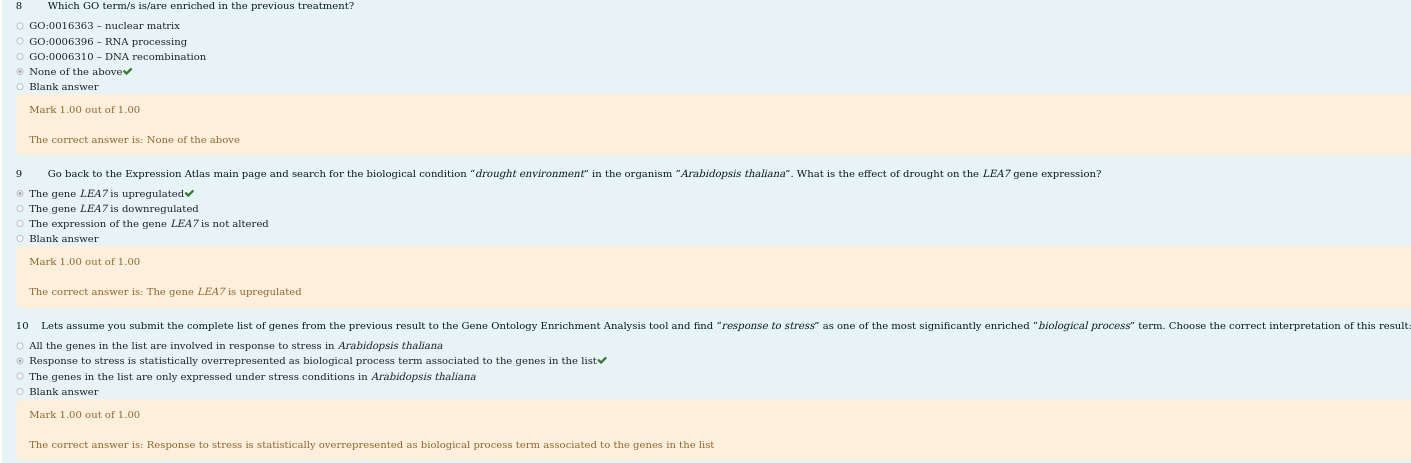 8 Which GO term/s is/are enriched in the previous treatment?
GO:0016363 – nuclear matrix
GO:0006396 – RNA processing
GO:0006310 – DNA recombination
None of the above
Blank answer
Mark 1.00 out of 1.00
The correct answer is: None of the above
9 Go back to the Expression Atlas main page and search for the biological condition “drought environment” in the organism “Arabidopsis thaliana”. What is the effect of drought on the LEA7 gene expression?
The gene LEA7 is upregulated
The gene LEA7 is downregulated
The expression of the gene LEA7 is not altered
Blank answer
Mark 1.00 out of 1.00
The correct answer is: The gene LEA7 is upregulated
10 Lets assume you submit the complete list of genes from the previous result to the Gene Ontology Enrichment Analysis tool and find “response to stress” as one of the most significantly enriched “biological process” term. Choose the correct interpretation of this result:
All the genes in the list are involved in response to stress in Arabidopsis thaliana
Response to stress is statistically overrepresented as biological process term associated to the genes in the list
The genes in the list are only expressed under stress conditions in Arabidopsis thaliana
Blank answer
Mark 1.00 out of 1.00
The correct answer is: Response to stress is statistically overrepresented as biological process term associated to the genes in the list